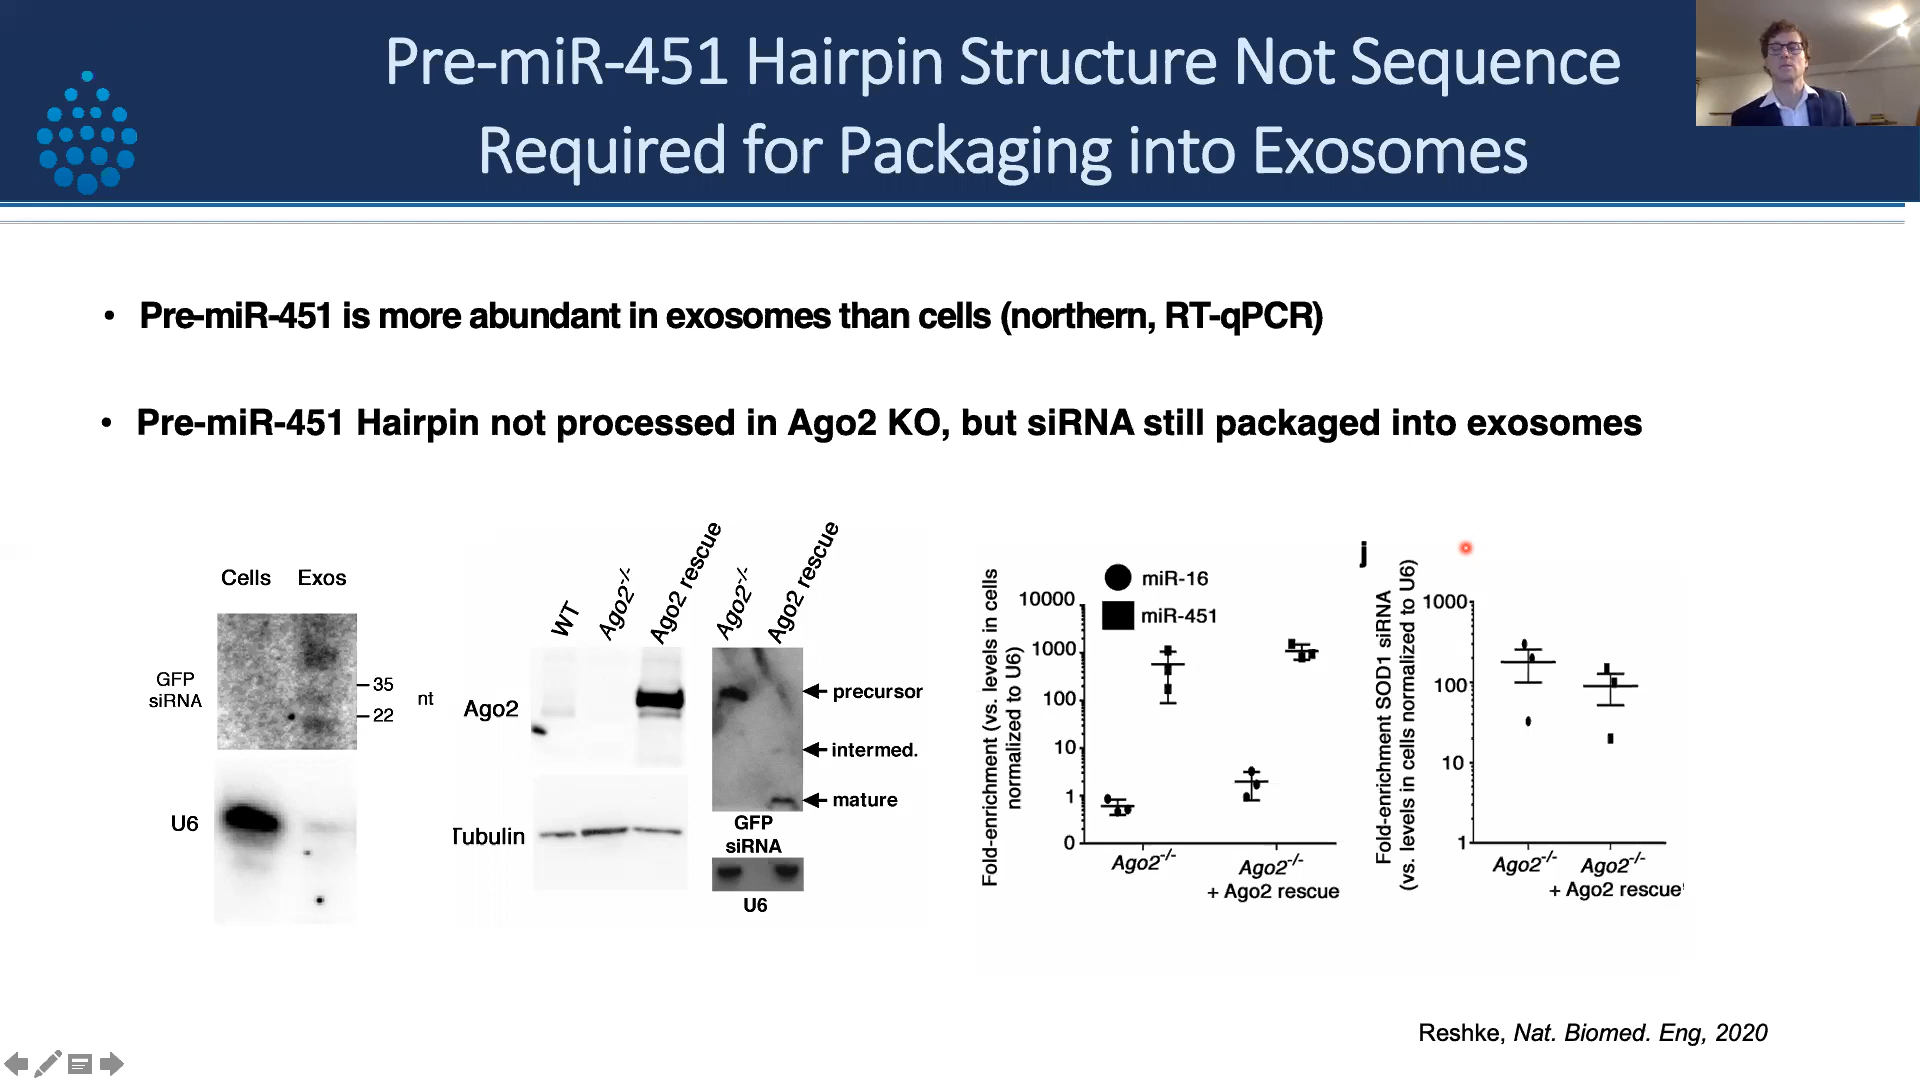 Pre-miR-451 Hairpin Structure Not Sequence
Required for Packaging into Exosomes
• Pre-miR-451 is more abundant in exosomes than cells (northern, RT-qPCR)
• Pre-miR-451 Hairpin not processed in Ago2 KO, but siRNA still packaged into exosomes
Cells Exos
GFP
siRNA
35
22
nt
U6
WT
Ago2-/-
Ago2 rescue
Ago2-/-
Ago2 rescue
Ago2
Tubulin
precursor
intermed.
mature
GFP
siRNA
U6
Fold-enrichment (vs. levels in cells
normalized to U6)
miR-16
miR-451
10000
1000
100
10
1
0
Ago2-/-
Ago2-/-
+ Ago2 rescue
j
Fold-enrichment SOD1 siRNA
(vs. levels in cells normalized to U6)
1000
100
10
1
Ago2-/-
Ago2-/-
+ Ago2 rescue
Reshke, Nat. Biomed. Eng, 2020